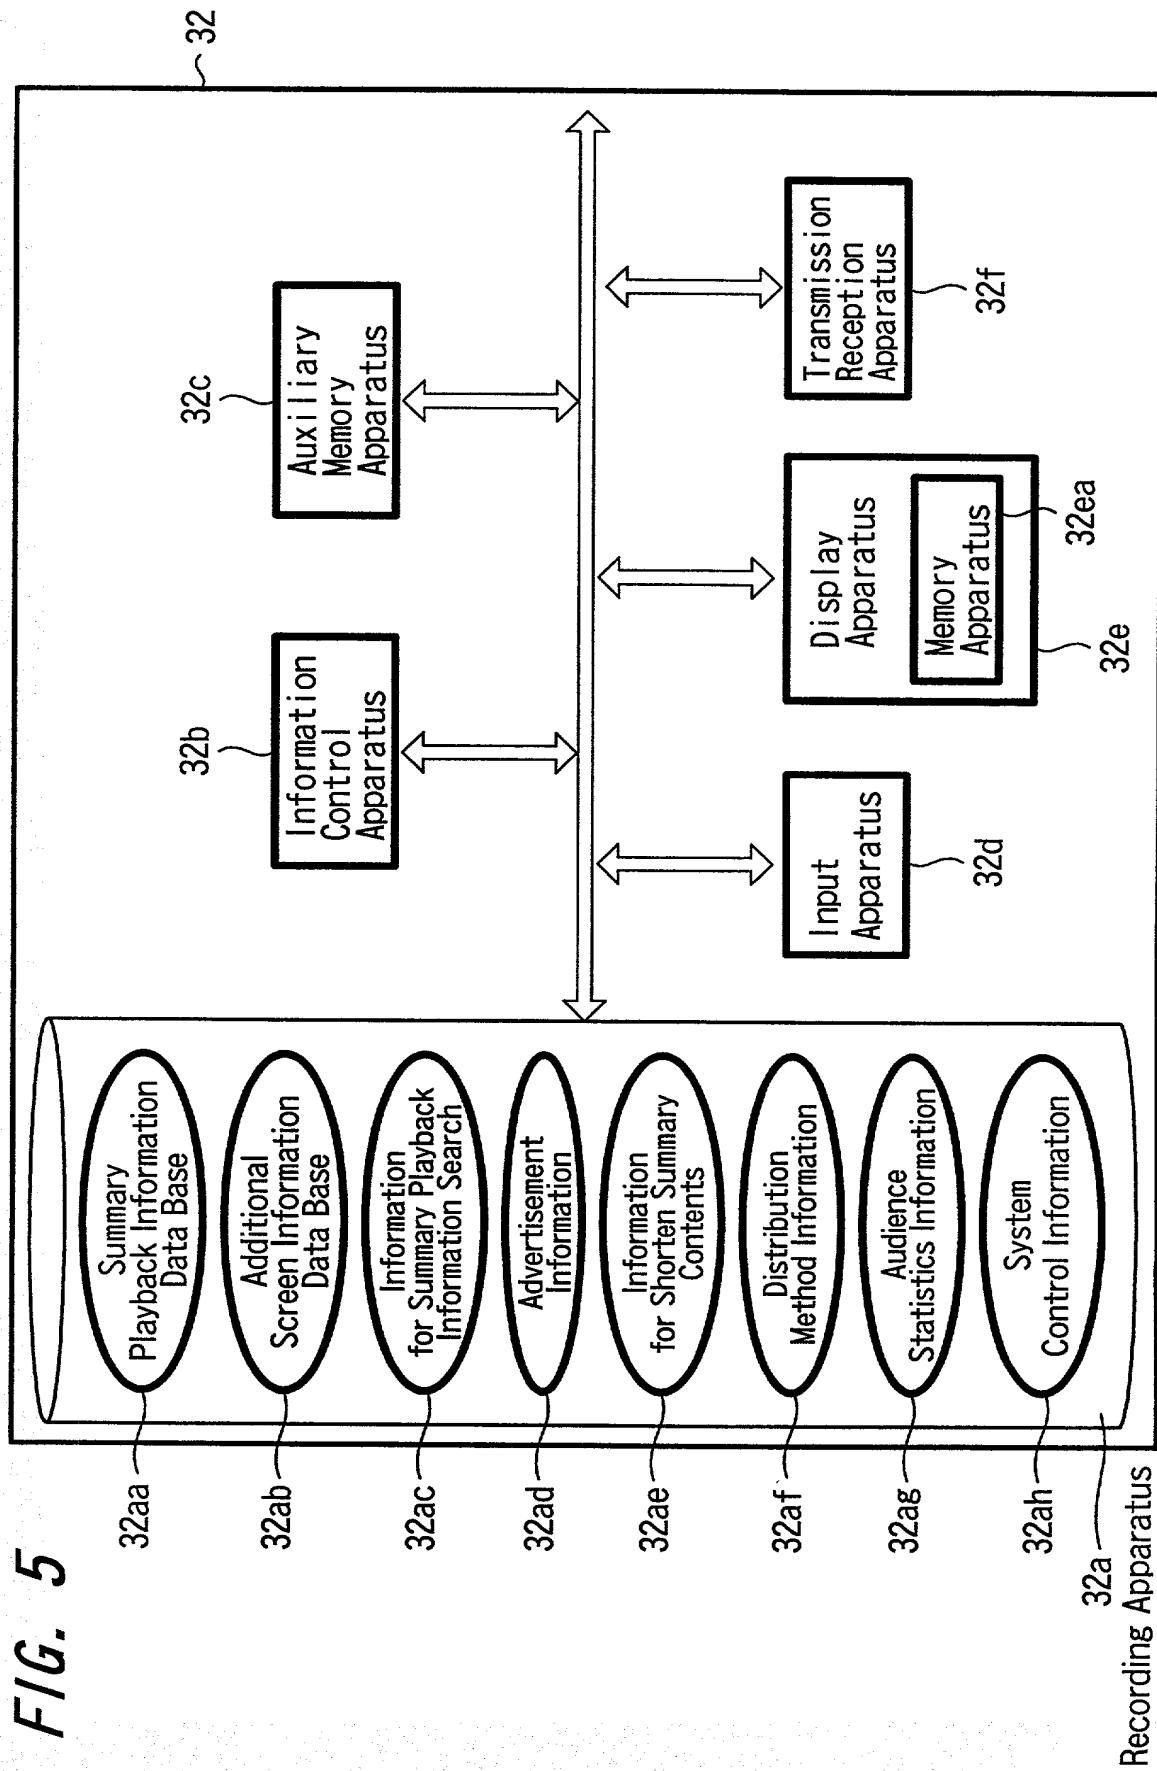 FIG. 5
32
32aa
Summary
Playback Information
Data Base
32ab
Additional
Screen Information
Data Base
32ac
Information
for Summary Playback
Information Search
32ad
Advertisement
Information
32ae
Information
for Shorten Summary
Contents
32af
Distribution
Method Information
32ag
Audience
Statistics Information
32ah
System
Control Information
32a
Recording Apparatus
32b
Information
Control
Apparatus
32c
Auxiliary
Memory
Apparatus
Input
Apparatus
32d
Display
Apparatus
Memory
Apparatus
32ea
32e
Transmission
Reception
Apparatus
32f